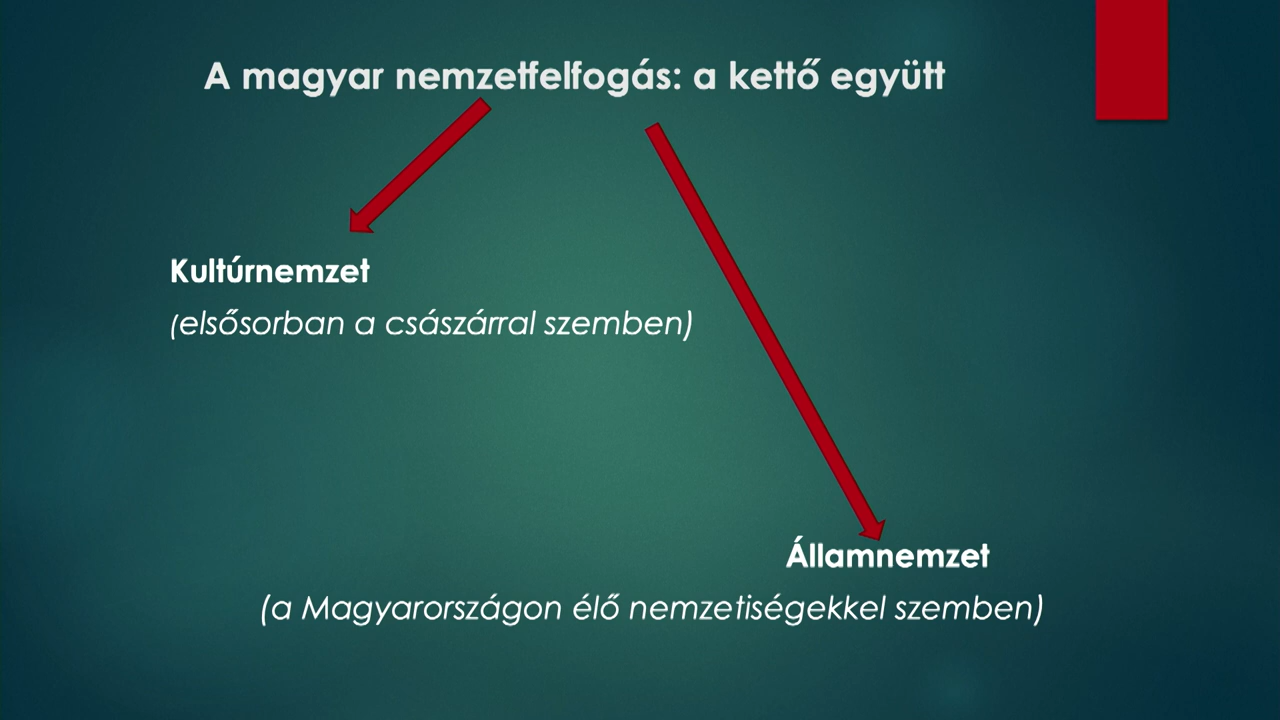 A magyar nemzetfelfogás: a kettő együtt
Kultúrnemzet
(elsősorban a császárral szemben)
Államnemzet
(a Magyarországon élő nemzetiségekkel szemben)